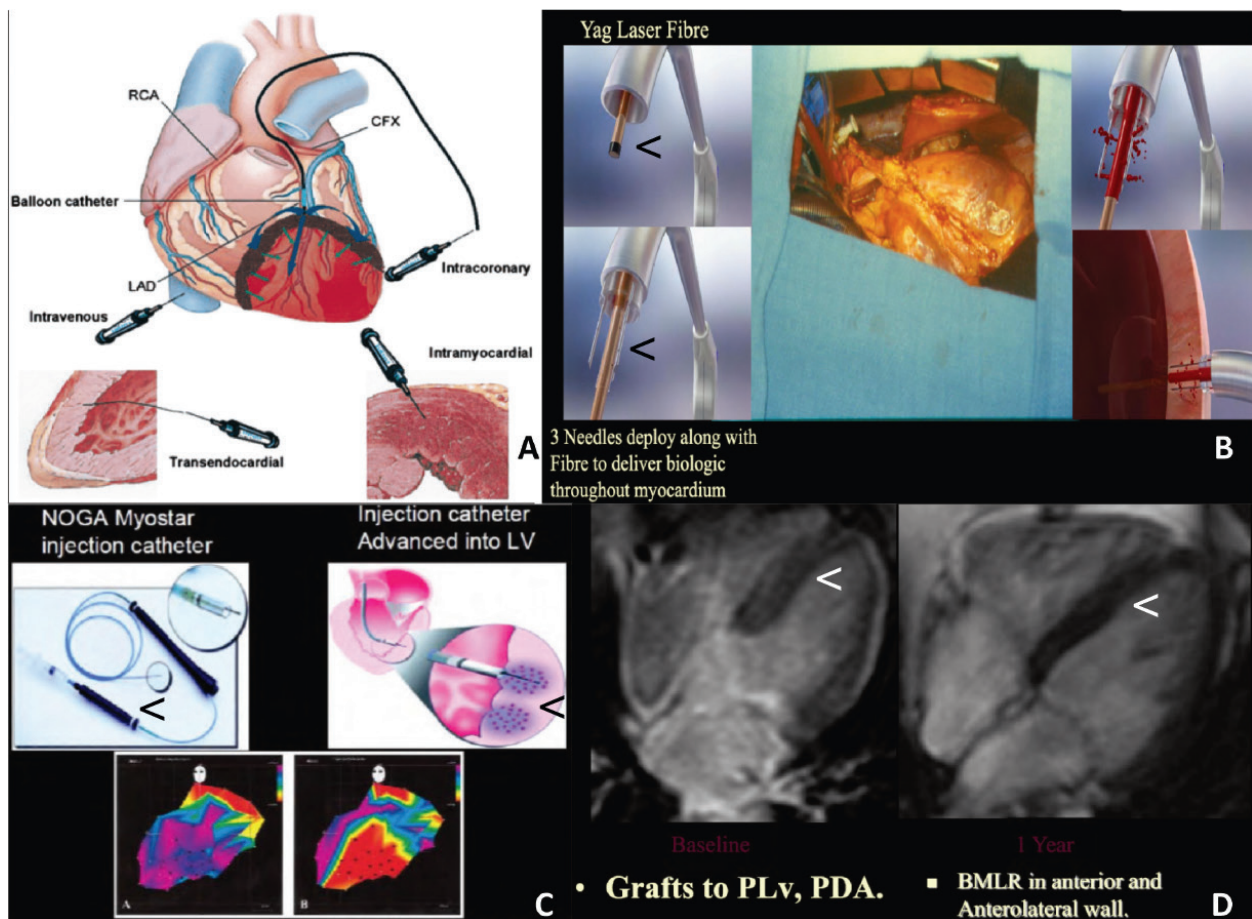 RCA
CFX
Balloon catheter
LAD
Intracoronary
Intravenous
Intramyocardial
Transendocardial
A
Yag Laser Fibre
<
<
3 Needles deploy along with
Fibre to deliver biologic
throughout myocardium
B
NOGA Myostar
injection catheter
Injection catheter
Advanced into LV
<
<
A
B
C
<
<
Baseline
1 Year
• Grafts to PLv, PDA.
▪ BMLR in anterior and
Anterolateral wall.
D